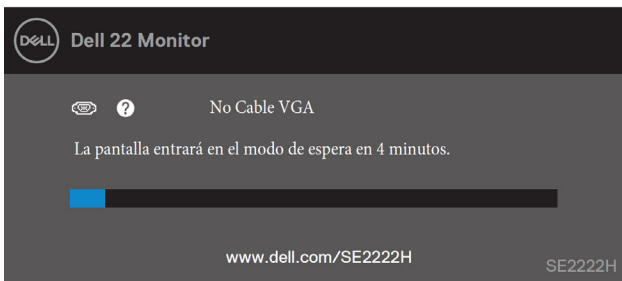 DELL Dell 22 Monitor
? No Cable VGA
La pantalla entrará en el modo de espera en 4 minutos.
www.dell.com/SE2222H
SE2222H